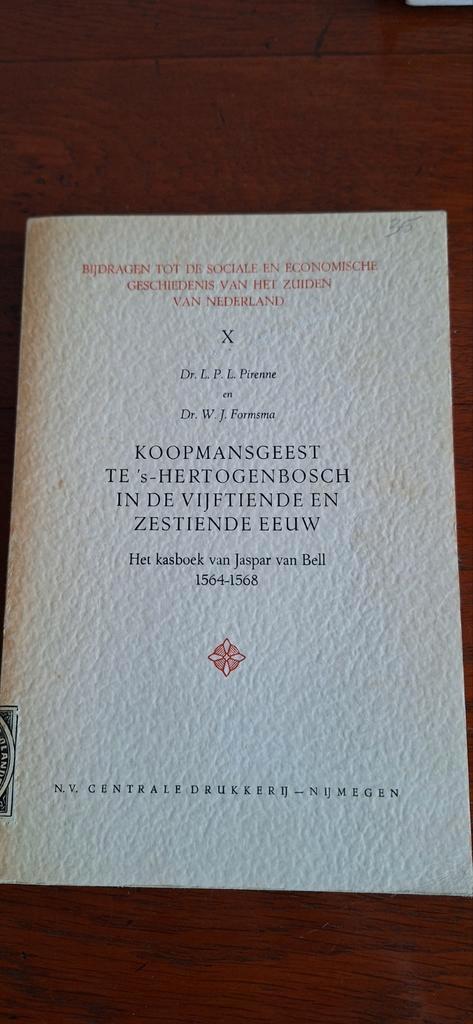 35
BIJDRAGEN TOT DE SOCIALE EN ECONOMISCHE
GESCHIEDENIS VAN HET ZUIDEN
VAN NEDERLAND
X
Dr. L. P. L. Pirenne
en
Dr. W. J. Formsma
KOOPMANSGEEST
TE 's-HERTOGENBOSCH
IN DE VIJFTIENDE EN
ZESTIENDE EEUW
Het kasboek van Jaspar van Bell
1564-1568
N.V. CENTRALE DRUKKERIJ – NIJMEGEN